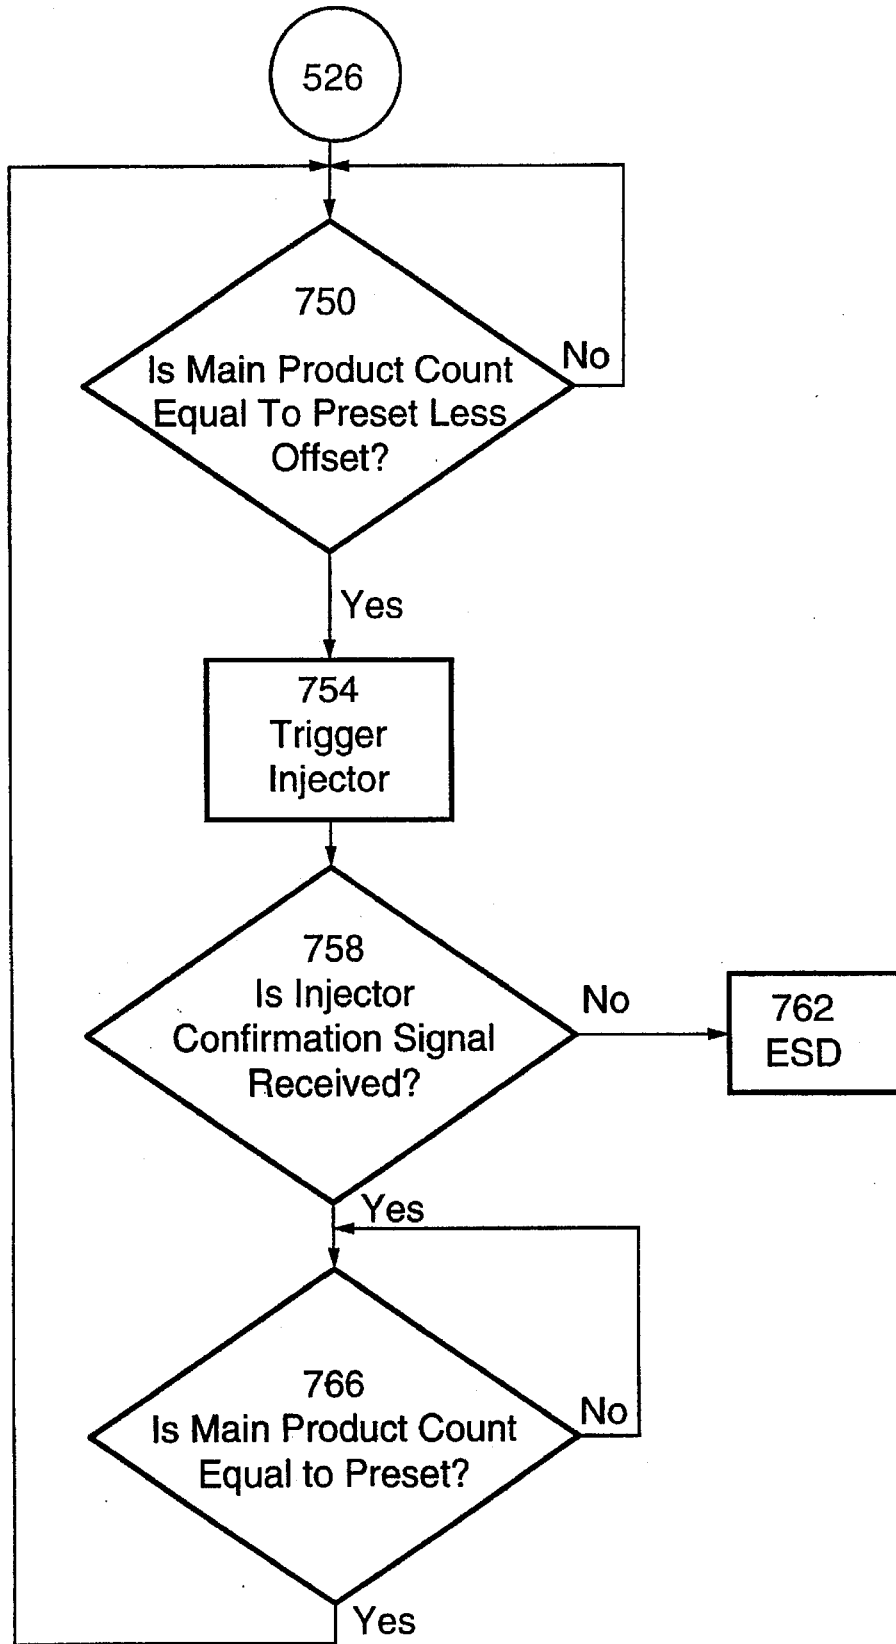 526
750
Is Main Product Count
Equal To Preset Less
Offset?
No
Yes
754
Trigger
Injector
758
Is Injector
Confirmation Signal
Received?
No
762
ESD
Yes
766
Is Main Product Count
Equal to Preset?
No
Yes